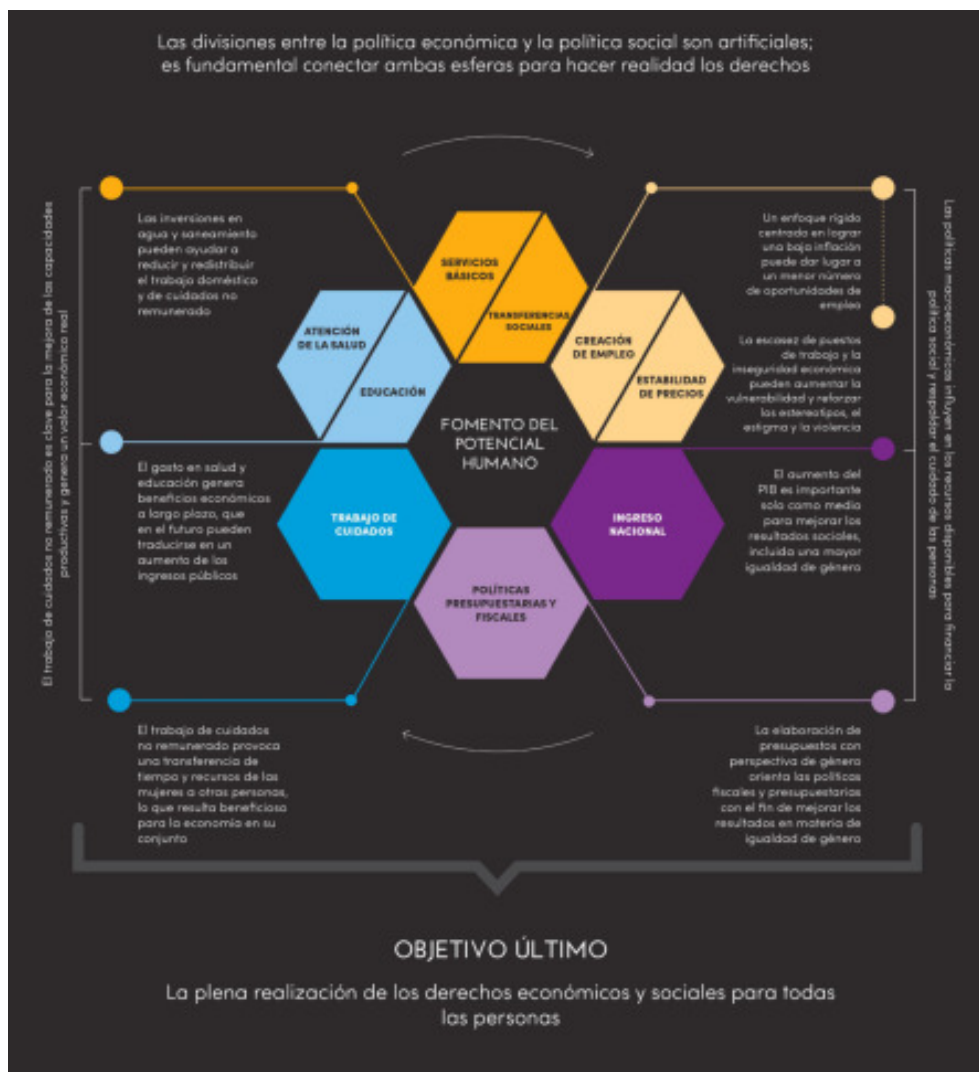 Las divisiones entre la política económica y la política social son artificiales;
es fundamental conectar ambas esferas para hacer realidad los derechos
El trabajo de cuidados no remunerado es clave para la mejora de las capacidades
productivas y genera un valor económico real
Las inversiones en
agua y saneamiento
pueden ayudar a
reducir y redistribuir
el trabajo doméstico
y de cuidados no
remunerado
El gasto en salud y
educación genera
beneficios económicos
a largo plazo, que
en el futuro pueden
traducirse en un
aumento de los
ingresos públicos
El trabajo de cuidados
no remunerado provoca
una transferencia de
tiempo y recursos de las
mujeres a otras personas,
lo que resulta beneficioso
para la economía en su
conjunto
SERVICIOS
BÁSICOS
TRANSFERENCIAS
SOCIALES
ATENCIÓN
DE LA SALUD
EDUCACIÓN
CREACIÓN
DE EMPLEO
ESTABILIDAD
DE PRECIOS
FOMENTO DEL
POTENCIAL
HUMANO
TRABAJO DE
CUIDADOS
INGRESO
NACIONAL
POLÍTICAS
PRESUPUESTARIAS Y
FISCALES
Un enfoque rígido
centrado en lograr
una baja inflación
puede dar lugar a
un menor número
de oportunidades de
empleo
La escasez de puestos
de trabajo y la
inseguridad económica
pueden aumentar la
vulnerabilidad y reforzar
los estereotipos, el
estigma y la violencia
El aumento del
PIB es importante
solo como medio
para mejorar los
resultados sociales,
incluida una mayor
igualdad de género
La elaboración de
presupuestos con
perspectiva de género
orienta las políticas
fiscales y presupuestarias
con el fin de mejorar los
resultados en materia de
igualdad de género
Las políticas macroeconómicas influyen en los recursos disponibles para financiar la
política social y respaldar el cuidado de las personas
OBJETIVO ÚLTIMO
La plena realización de los derechos económicos y sociales para todas
las personas